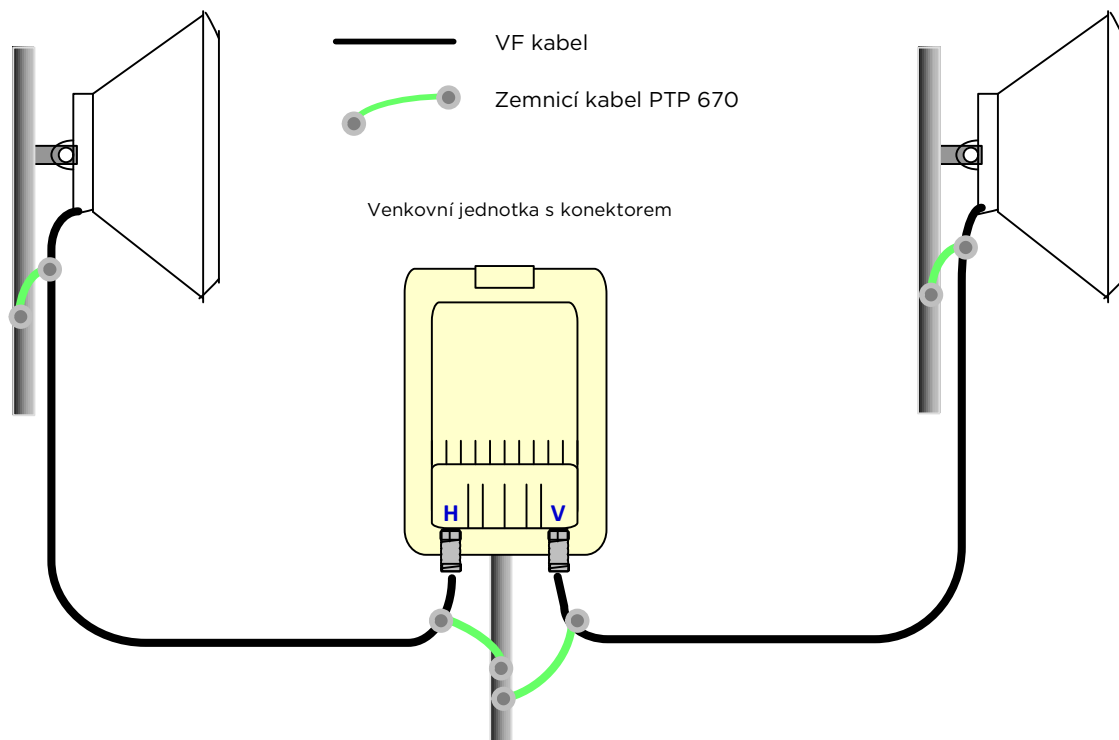 VF kabel
Zemnicí kabel PTP 670
Venkovní jednotka s konektorem
H V